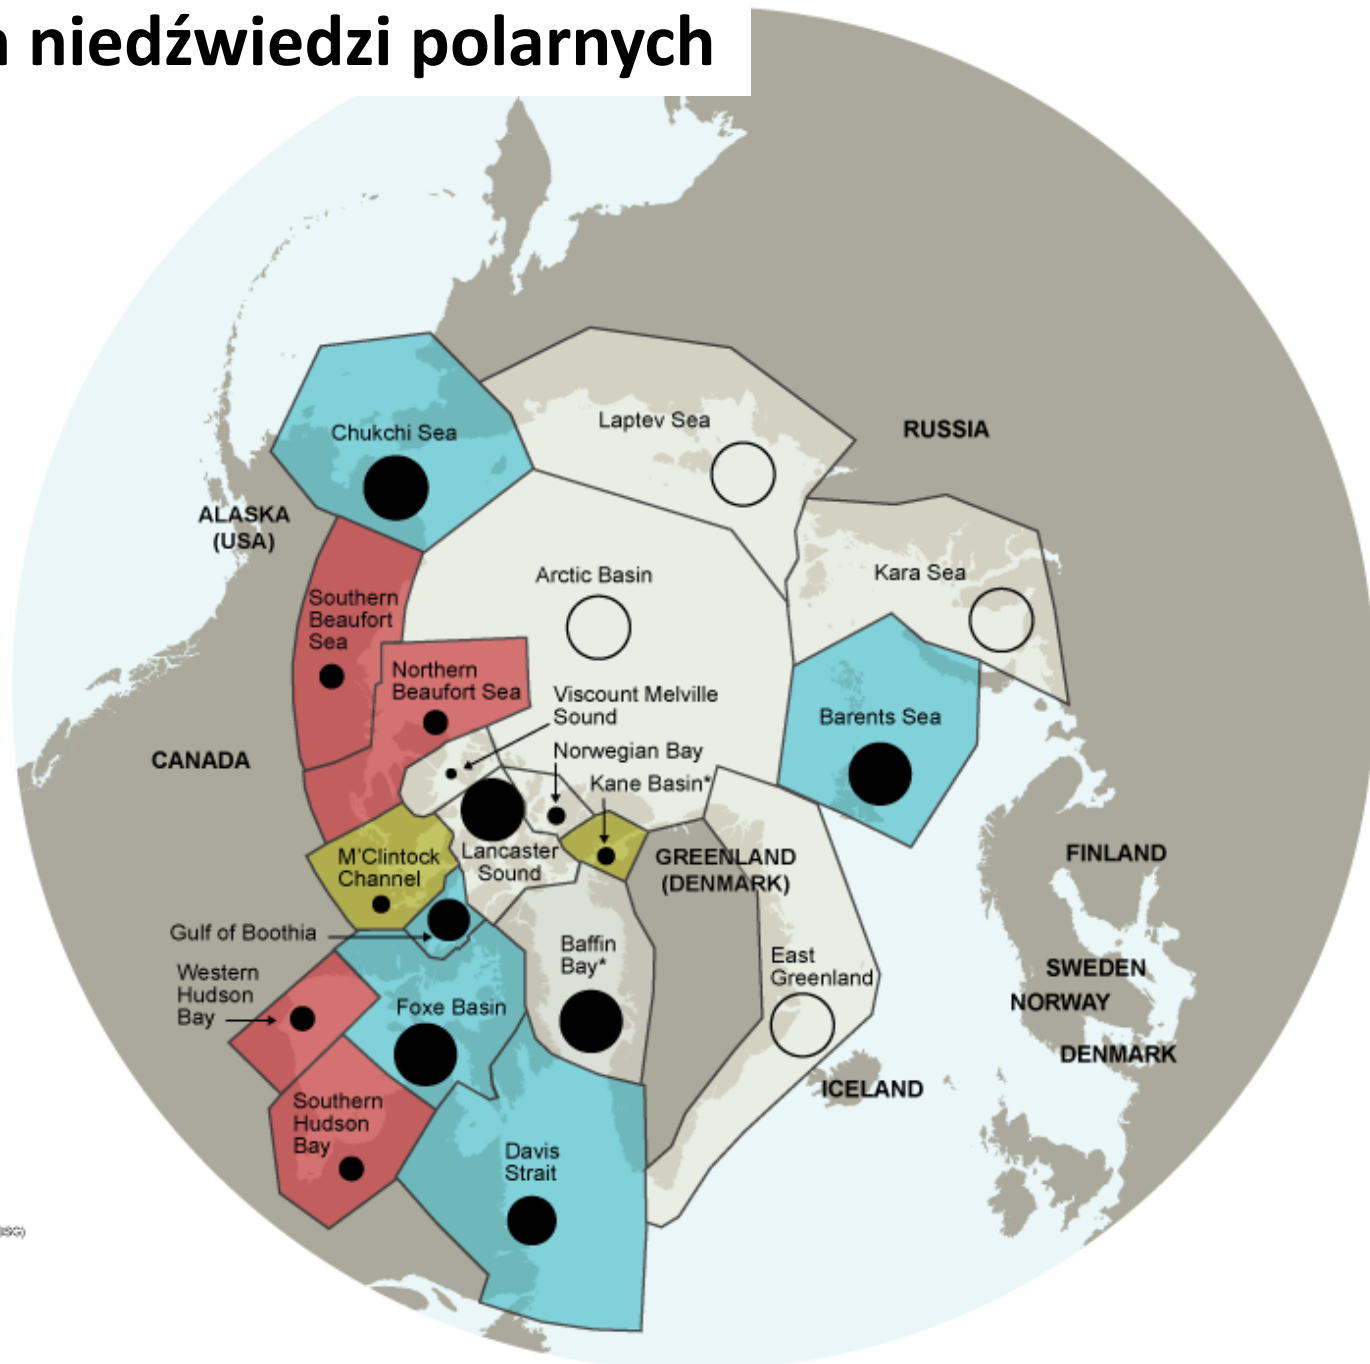 niedźwiedzi polarnych
Chukchi Sea
Laptev Sea
RUSSIA
ALASKA
(USA)
Arctic Basin
Kara Sea
Southern
Beaufort
Sea
Northern
Beaufort Sea
Viscount Melville
Sound
Barents Sea
Norwegian Bay
CANADA
Kane Basin*
M'Clintock
Channel
Lancaster
Sound
GREENLAND
(DENMARK)
FINLAND
Gulf of Boothia
Baffin
Bay*
East
Greenland
SWEDEN
Western
Hudson
Bay
Foxe Basin
NORWAY
DENMARK
ICELAND
Southern
Hudson
Bay
Davis
Strait